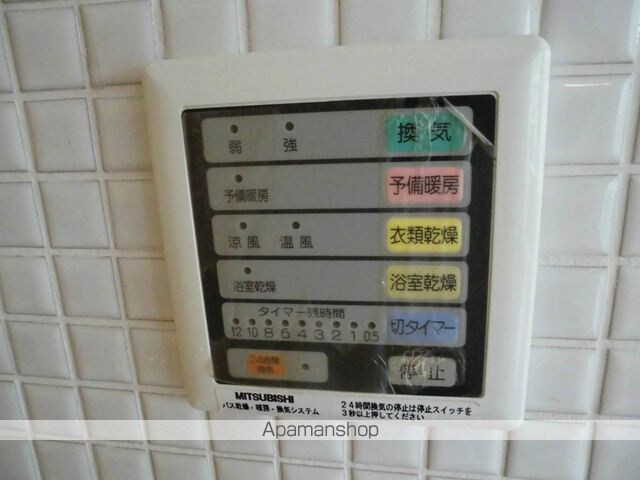 弱 強 換気
予備暖房 予備暖房
涼風 温風 衣類乾燥
浴室乾燥 浴室乾燥
タイマー残時間
12 10 8 6 4 3 2 1 0.5 切タイマー
24時間
換気 停止
MITSUBISHI
バス乾燥・暖房・換気システム
24時間換気の停止は停止スイッチを
3秒以上押してください
Apamanshop